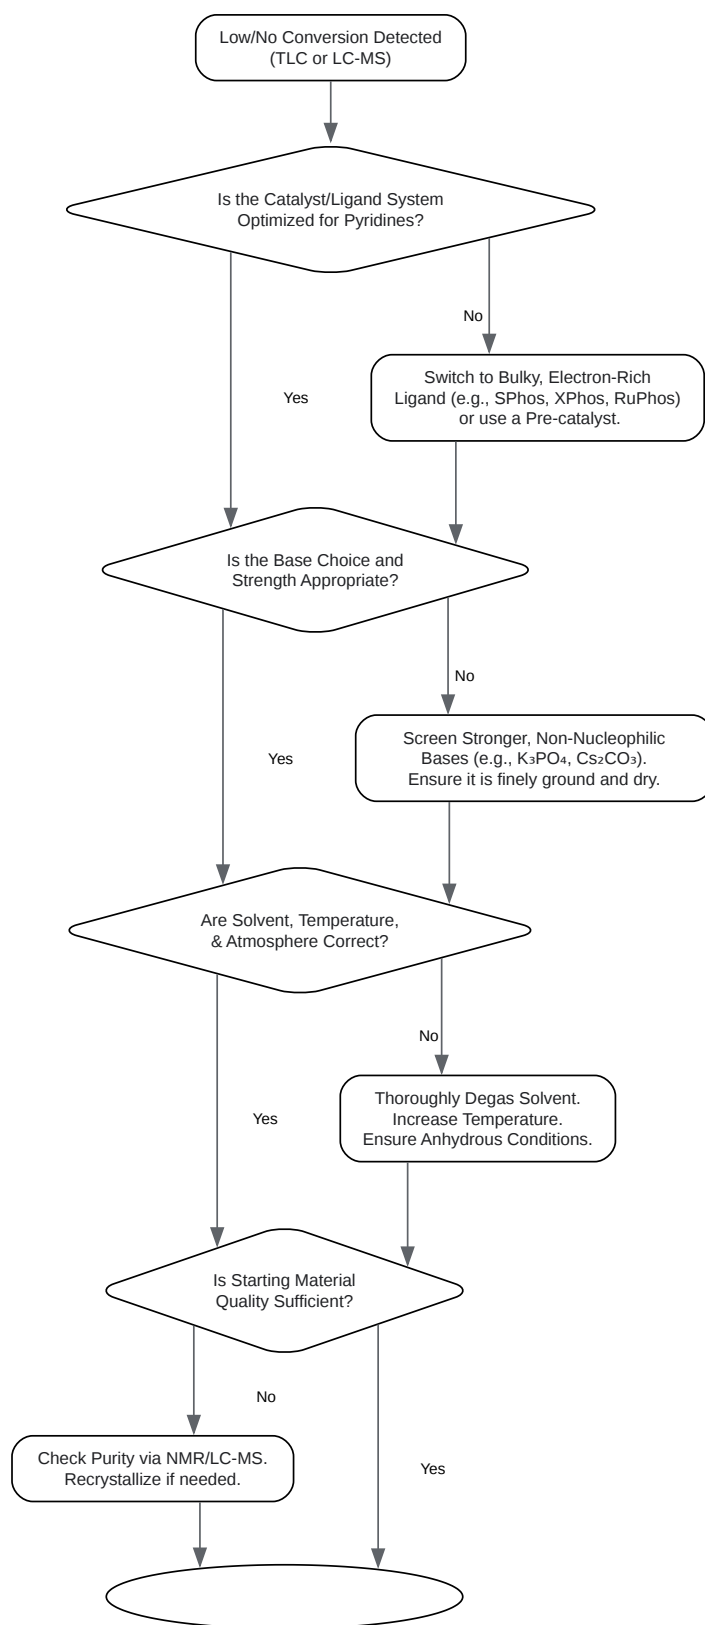 Low/No Conversion Detected
(TLC or LC-MS)
Is the Catalyst/Ligand System
Optimized for Pyridines?
No
Yes
Switch to Bulky, Electron-Rich
Ligand (e.g., SPhos, XPhos, RuPhos)
or use a Pre-catalyst.
Is the Base Choice and
Strength Appropriate?
No
Yes
Screen Stronger, Non-Nucleophilic
Bases (e.g., K₃PO₄, Cs₂CO₃).
Ensure it is finely ground and dry.
Are Solvent, Temperature,
& Atmosphere Correct?
No
Yes
Thoroughly Degas Solvent.
Increase Temperature.
Ensure Anhydrous Conditions.
Is Starting Material
Quality Sufficient?
No
Check Purity via NMR/LC-MS.
Recrystallize if needed.
Yes